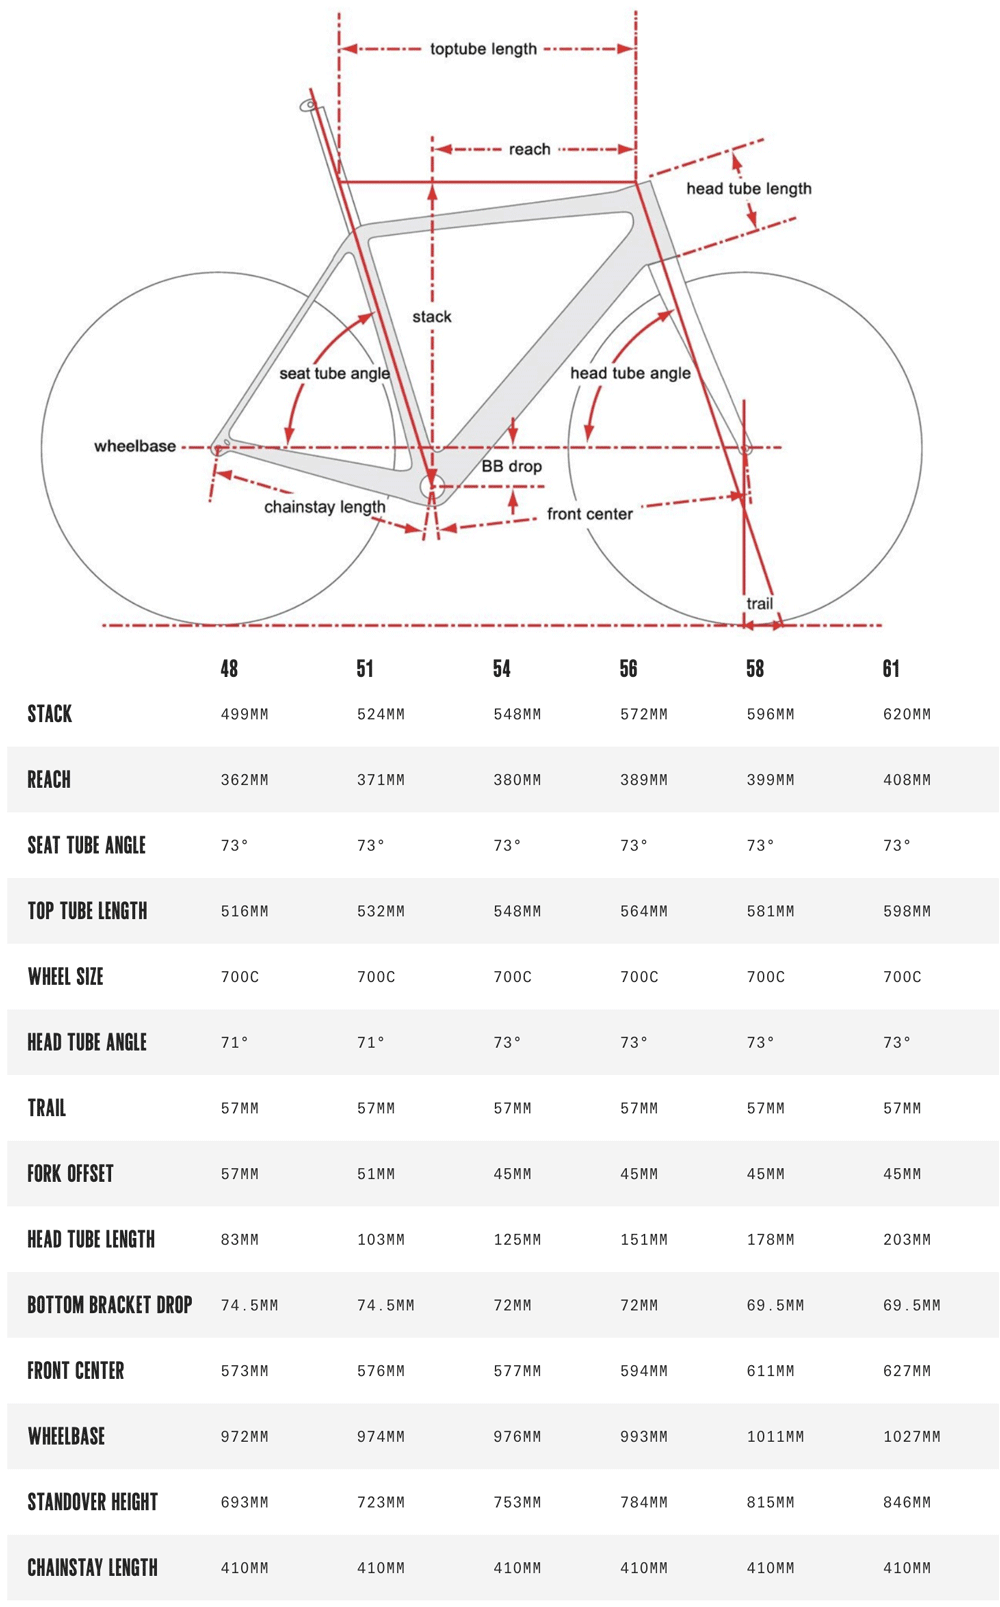 toptube length
reach
head tube length
stack
seat tube angle
head tube angle
wheelbase
BB drop
chainstay length
front center
trail
48 51 54 56 58 61
STACK 499MM 524MM 548MM 572MM 596MM 620MM
REACH 362MM 371MM 380MM 389MM 399MM 408MM
SEAT TUBE ANGLE 73° 73° 73° 73° 73° 73°
TOP TUBE LENGTH 516MM 532MM 548MM 564MM 581MM 598MM
WHEEL SIZE 700C 700C 700C 700C 700C 700C
HEAD TUBE ANGLE 71° 71° 73° 73° 73° 73°
TRAIL 57MM 57MM 57MM 57MM 57MM 57MM
FORK OFFSET 57MM 51MM 45MM 45MM 45MM 45MM
HEAD TUBE LENGTH 83MM 103MM 125MM 151MM 178MM 203MM
BOTTOM BRACKET DROP 74.5MM 74.5MM 72MM 72MM 69.5MM 69.5MM
FRONT CENTER 573MM 576MM 577MM 594MM 611MM 627MM
WHEELBASE 972MM 974MM 976MM 993MM 1011MM 1027MM
STANDOVER HEIGHT 693MM 723MM 753MM 784MM 815MM 846MM
CHAINSTAY LENGTH 410MM 410MM 410MM 410MM 410MM 410MM